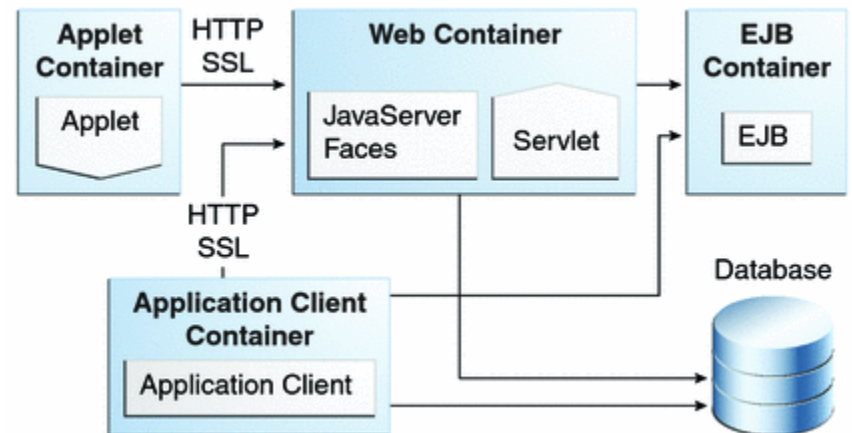 Applet
Container
Applet
HTTP
SSL
Web Container
JavaServer
Faces
Servlet
EJB
Container
EJB
HTTP
SSL
Application Client
Container
Application Client
Database